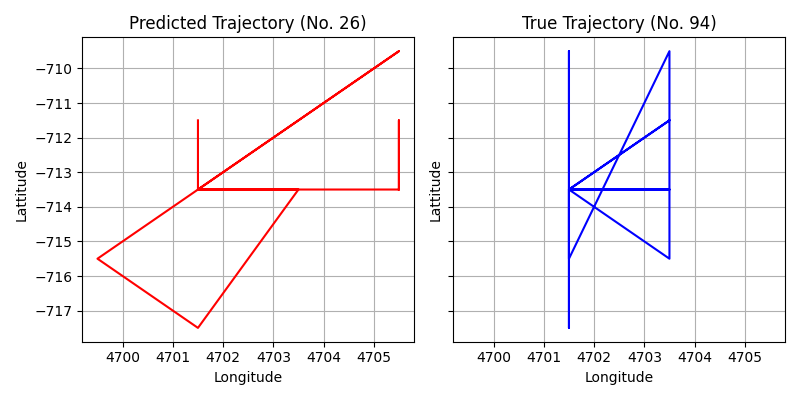 Predicted Trajectory (No. 26)
True Trajectory (No. 94)
−710
−711
−712
−713
−714
−715
−716
−717
Lattitude
Lattitude
4700 4701 4702 4703 4704 4705
4700 4701 4702 4703 4704 4705
Longitude
Longitude